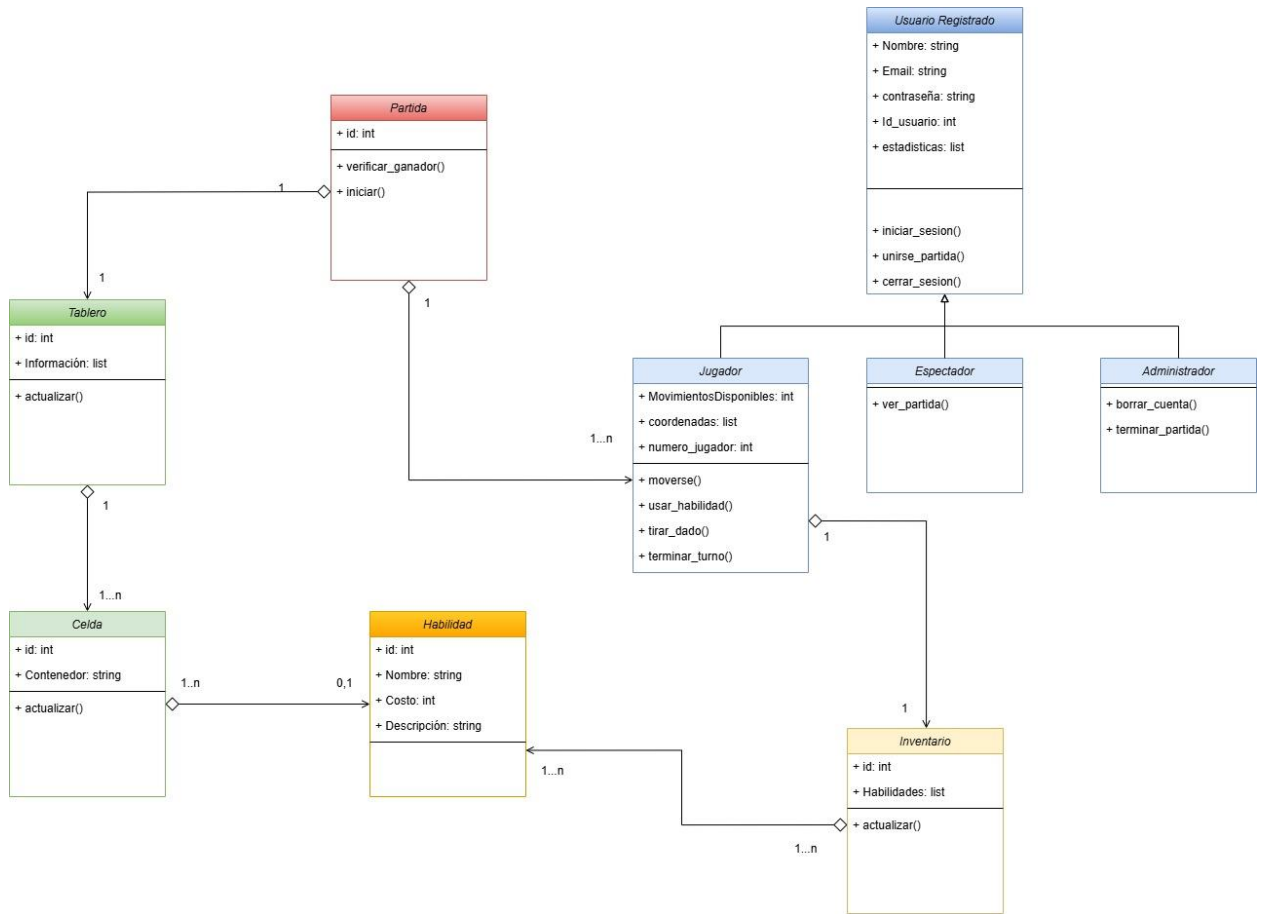 Usuario Registrado
+ Nombre: string
+ Email: string
+ contraseña: string
+ Id_usuario: int
+ estadisticas: list
+ iniciar_sesion()
+ unirse_partida()
+ cerrar_sesion()
Partida
+ id: int
+ verificar_ganador()
+ iniciar()
1
1
1
1...n
Tablero
+ id: int
+ Información: list
+ actualizar()
1
1...n
Jugador
+ MovimientosDisponibles: int
+ coordenadas: list
+ numero_jugador: int
+ moverse()
+ usar_habilidad()
+ tirar_dado()
+ terminar_turno()
1
1
Espectador
+ ver_partida()
Administrador
+ borrar_cuenta()
+ terminar_partida()
Celda
+ id: int
+ Contenedor: string
+ actualizar()
1..n
0,1
Habilidad
+ id: int
+ Nombre: string
+ Costo: int
+ Descripción: string
1...n
1...n
Inventario
+ id: int
+ Habilidades: list
+ actualizar()